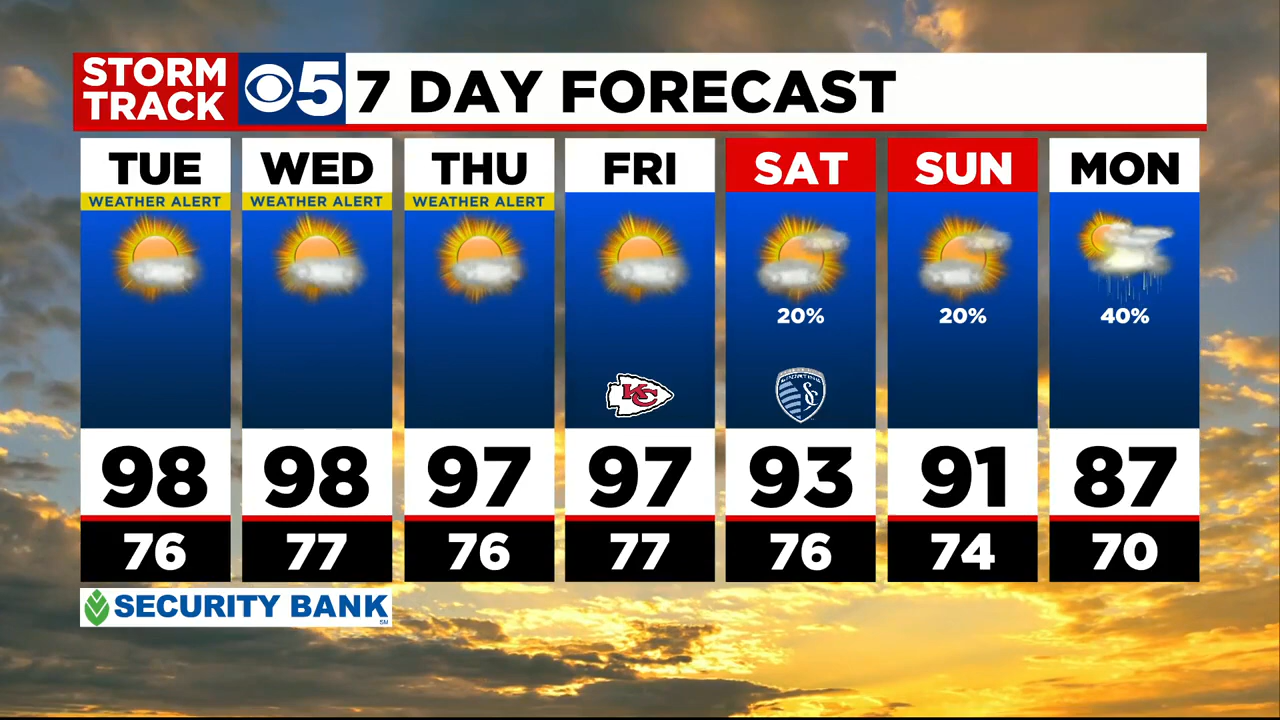 STORM
TRACK
5
7 DAY FORECAST
TUE WED THU FRI SAT SUN MON
WEATHER ALERT WEATHER ALERT WEATHER ALERT
20% 20% 40%
KC SC
98 98 97 97 93 91 87
76 77 76 77 76 74 70
SECURITY BANK
SM